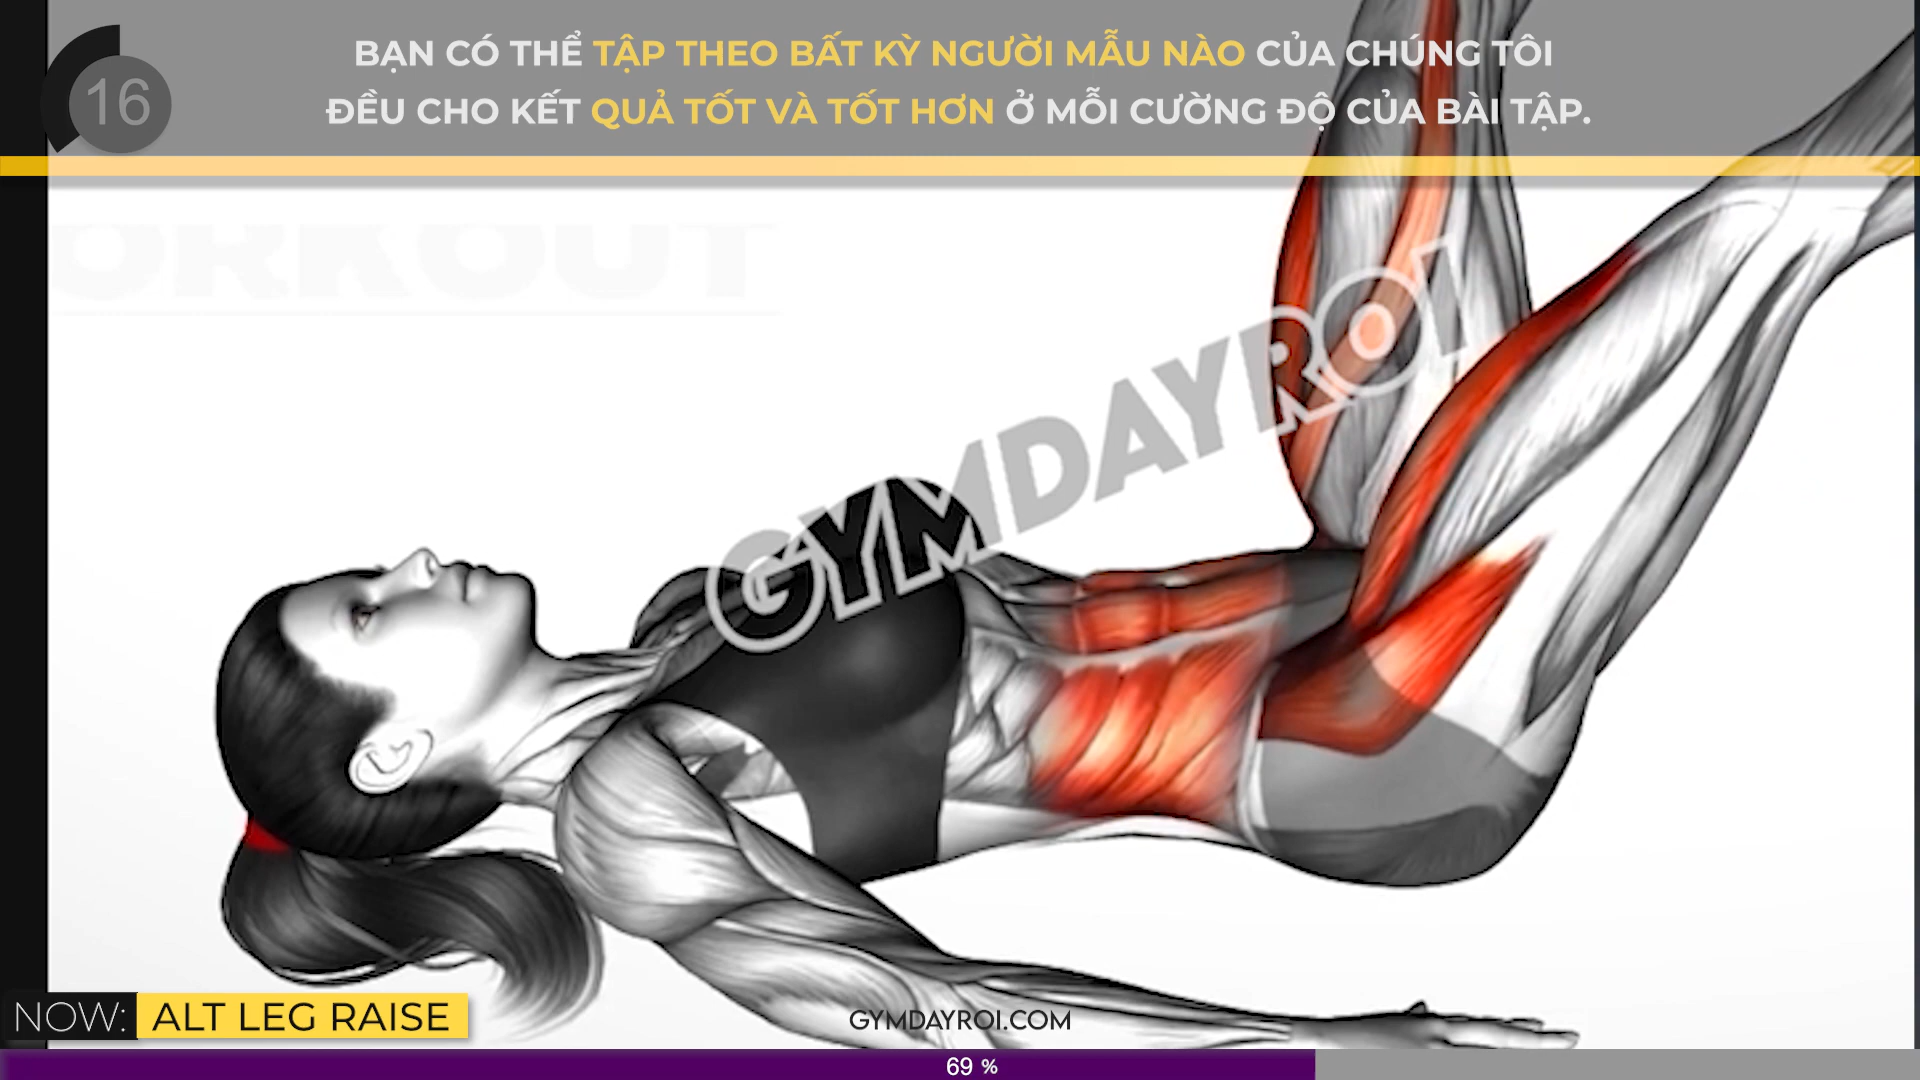 16
BẠN CÓ THỂ TẬP THEO BẤT KỲ NGƯỜI MẪU NÀO CỦA CHÚNG TÔI
ĐỀU CHO KẾT QUẢ TỐT VÀ TỐT HƠN Ở MỖI CƯỜNG ĐỘ CỦA BÀI TẬP.
ORKOUT
GYMDAYROI
NOW: ALT LEG RAISE
GYMDAYROI.COM
69 %